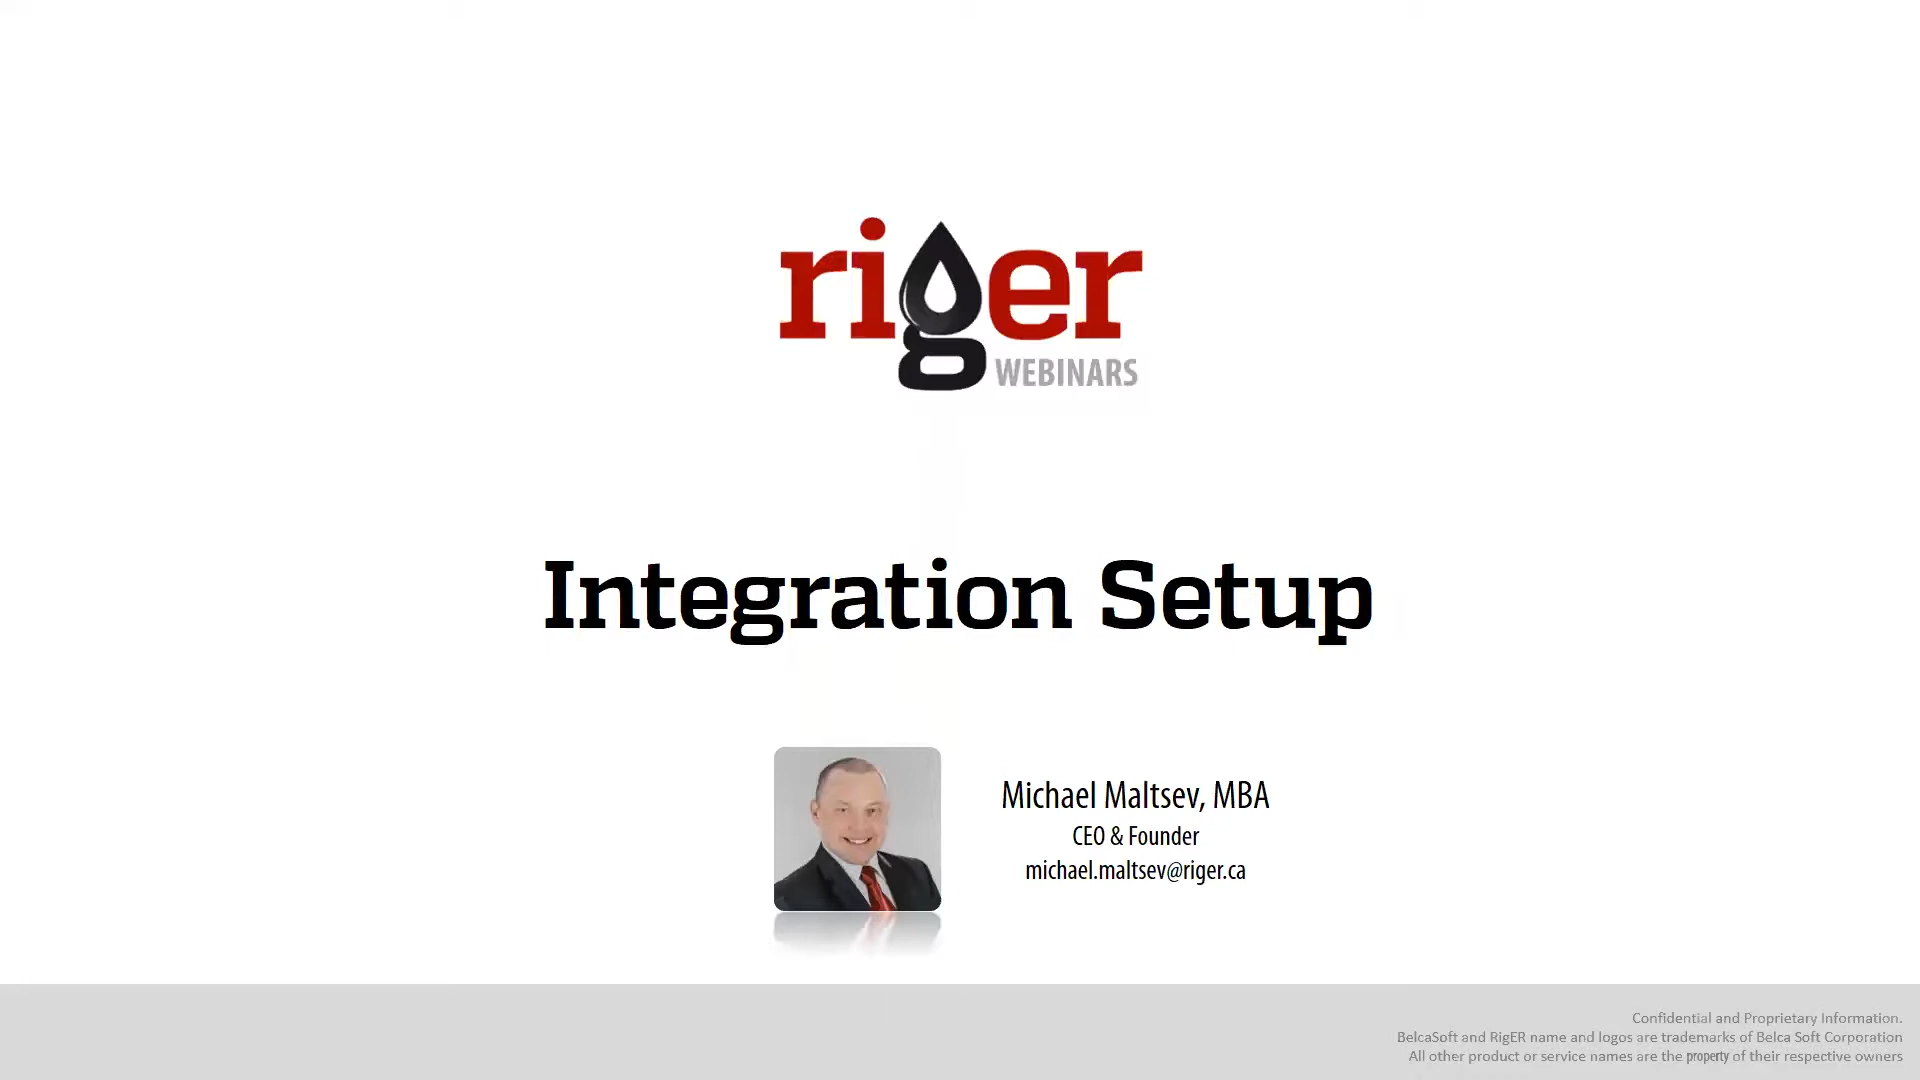 riger
WEBINARS
Integration Setup
Michael Maltsev, MBA
CEO & Founder
michael.maltsev@riger.ca
Confidential and Proprietary Information.
BelcaSoft and RigER name and logos are trademarks of Belca Soft Corporation
All other product or service names are the property of their respective owners